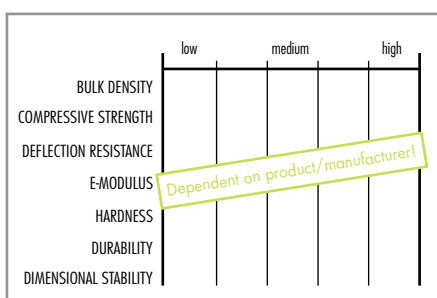 low medium high
BULK DENSITY
COMPRESSIVE STRENGTH
DEFLECTION RESISTANCE
Dependent on product/manufacturer!
E-MODULUS
HARDNESS
DURABILITY
DIMENSIONAL STABILITY